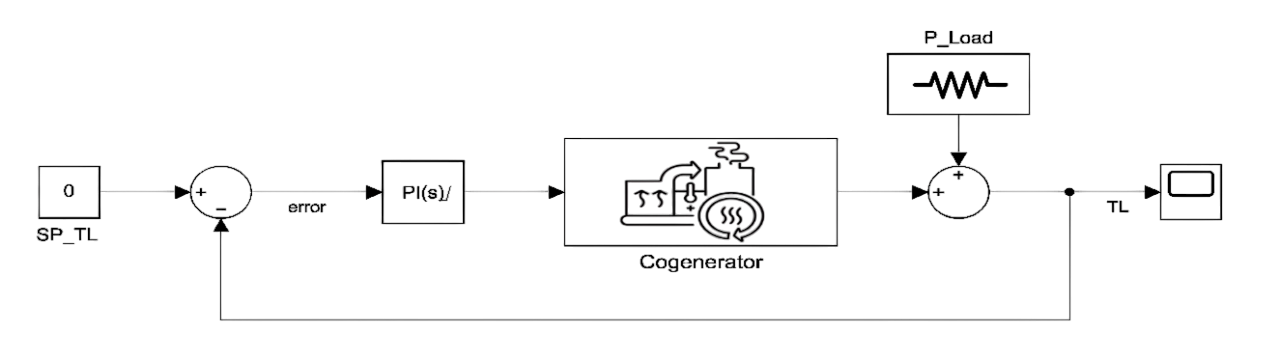 P_Load
0
+
−
SP_TL
error
PI(s)/
+
Cogenerator
+
+
TL